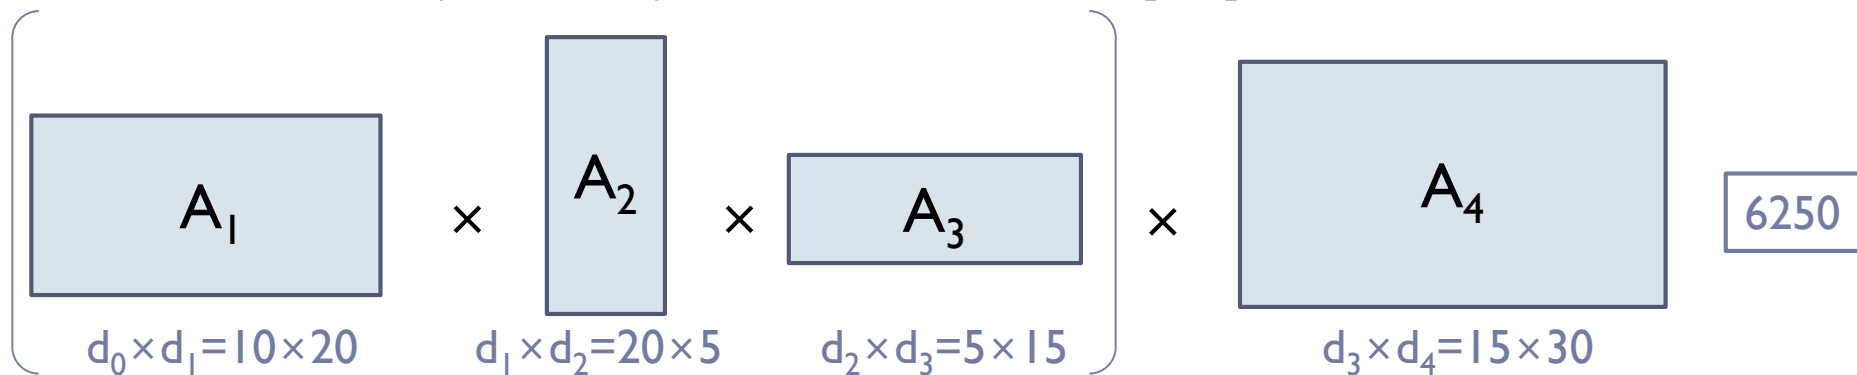 A₁ × A₂ × A₃ × A₄ 6250
d₀×d₁=10×20 d₁×d₂=20×5 d₂×d₃=5×15 d₃×d₄=15×30